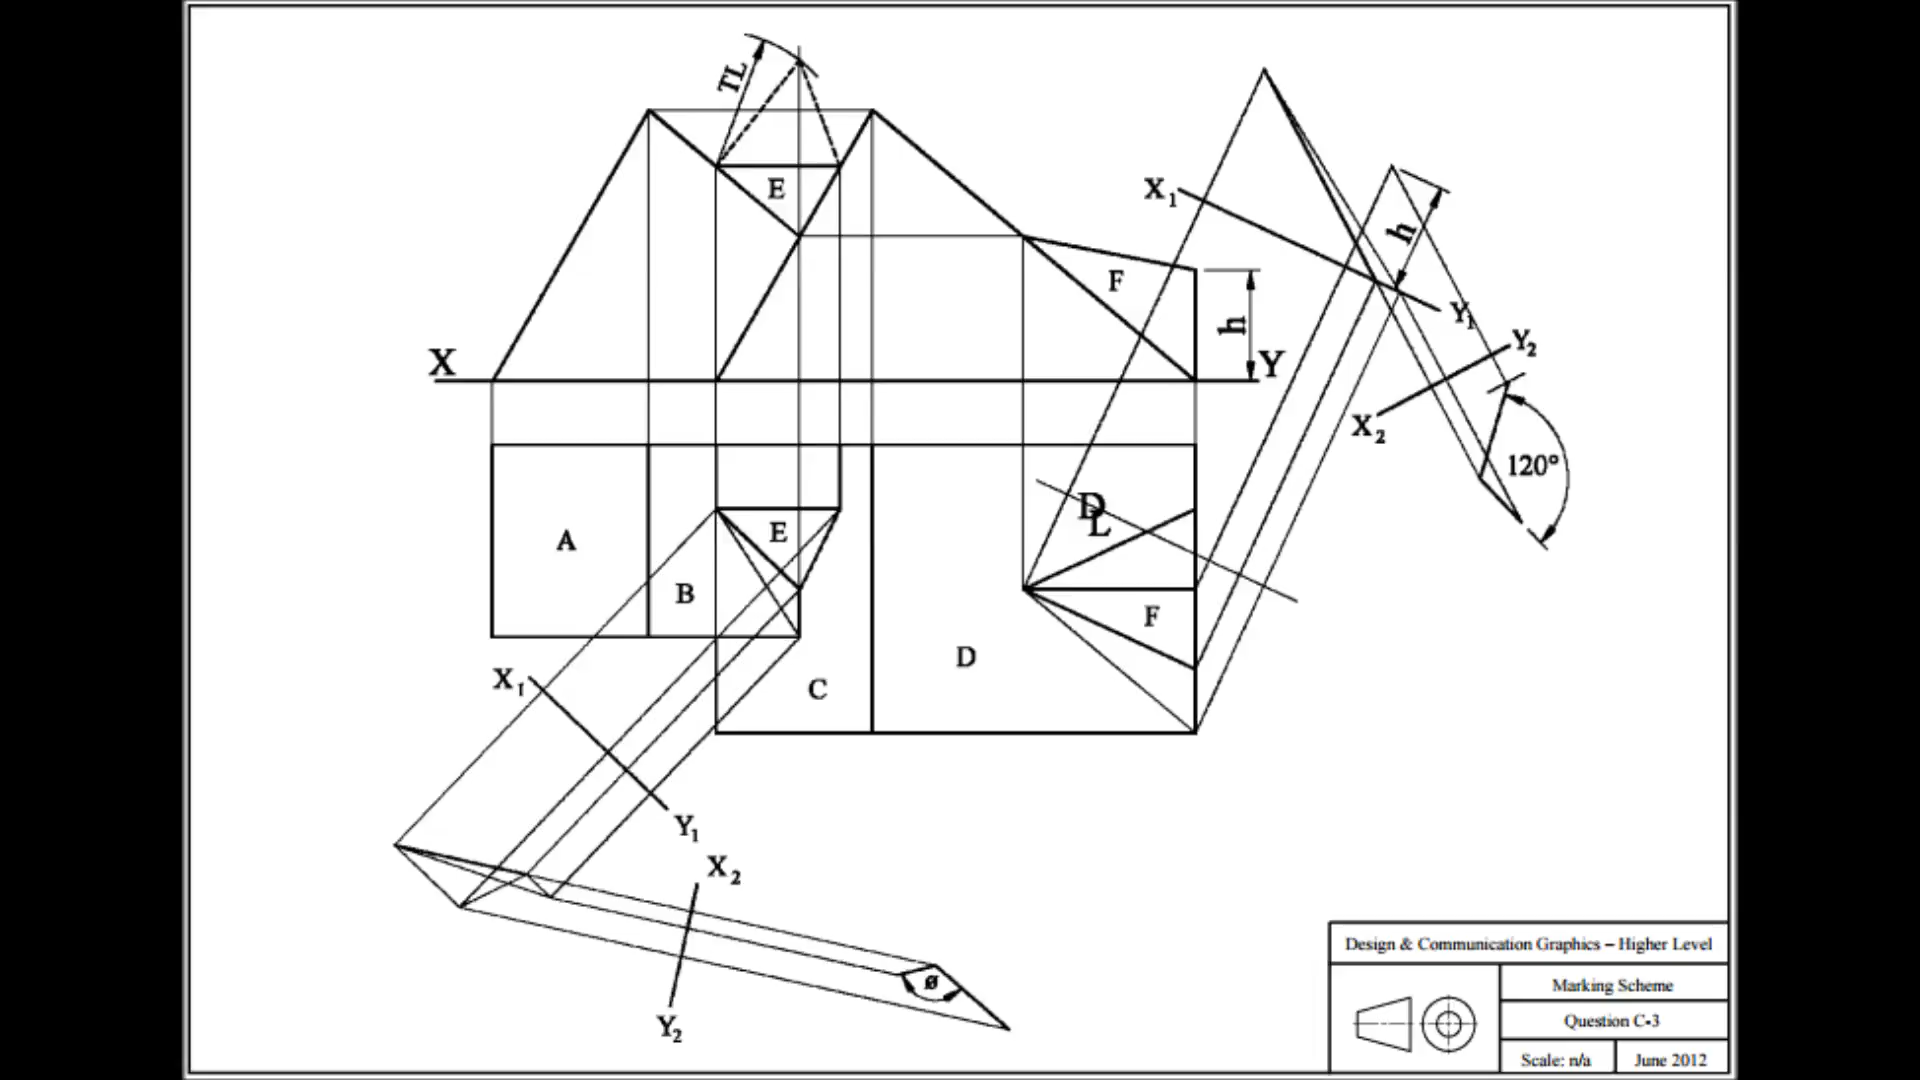 TL
E
X₁
h
F
h
Y₁
Y₂
X
Y
X₂
120°
D
L
A
E
B
F
D
C
X₁
Y₁
X₂
ø
Y₂
Design & Communication Graphics – Higher Level
Marking Scheme
Question C-3
Scale: n/a
June 2012